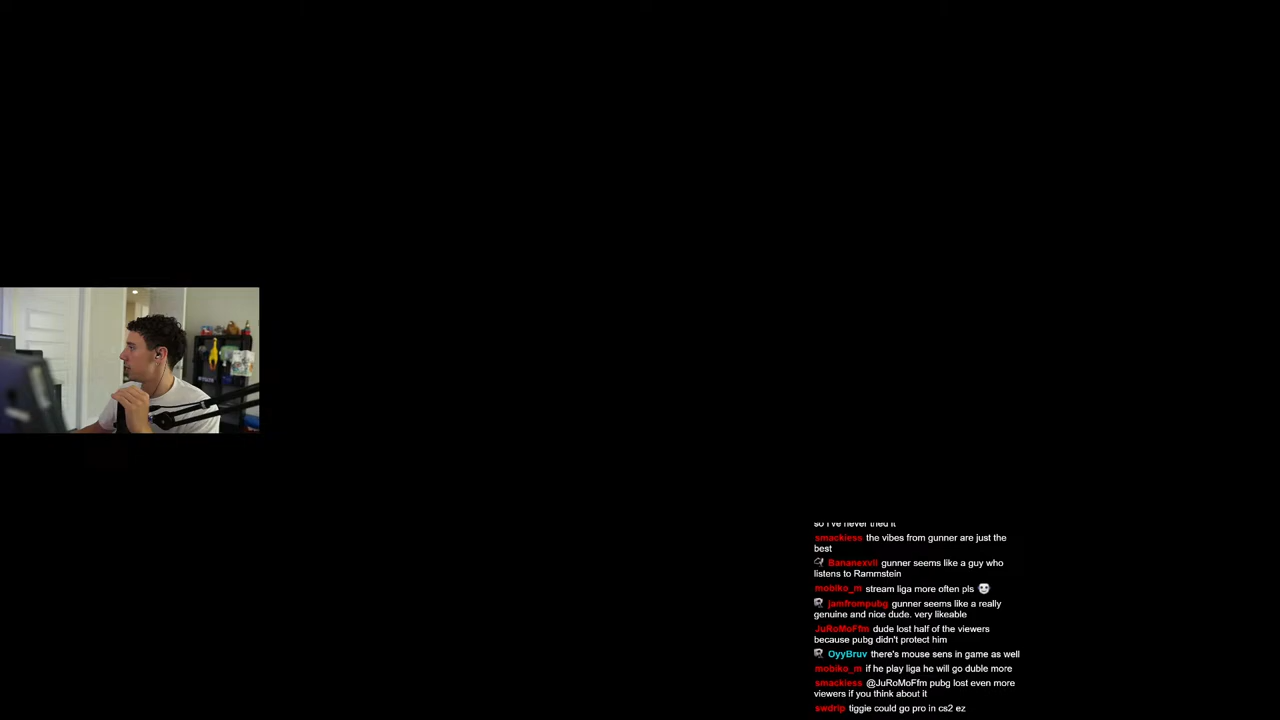 so I've never tried it
smackiess the vibes from gunner are just the
best
Bananexvii gunner seems like a guy who
listens to Rammstein
mobiko_m stream liga more often pls
jamfrompubg gunner seems like a really
genuine and nice dude. very likeable
JuRoMoFfm dude lost half of the viewers
because pubg didn't protect him
OyyBruv there's mouse sens in game as well
mobiko_m if he play liga he will go duble more
smackiess @JuRoMoFfm pubg lost even more
viewers if you think about it
swdrip tiggie could go pro in cs2 ez